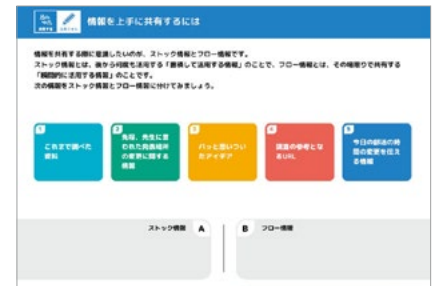 情報を上手に共有するには
情報を共有する際に意識したいのが、ストック情報とフロー情報です。
ストック情報とは、後から何度も活用する「蓄積して活用する情報」のことで、フロー情報とは、その場限りで共有する
「瞬間的に活用する情報」のことです。
次の情報をストック情報とフロー情報に分けてみましょう。
1
これまで調べた
資料
2
先程、先生に言
われた発表場所
の変更に関する
情報
3
パッと思いつい
たアイデア
4
調査の参考とな
るURL
5
今日の部活の時
間の変更を伝え
る情報
ストック情報 A
B フロー情報